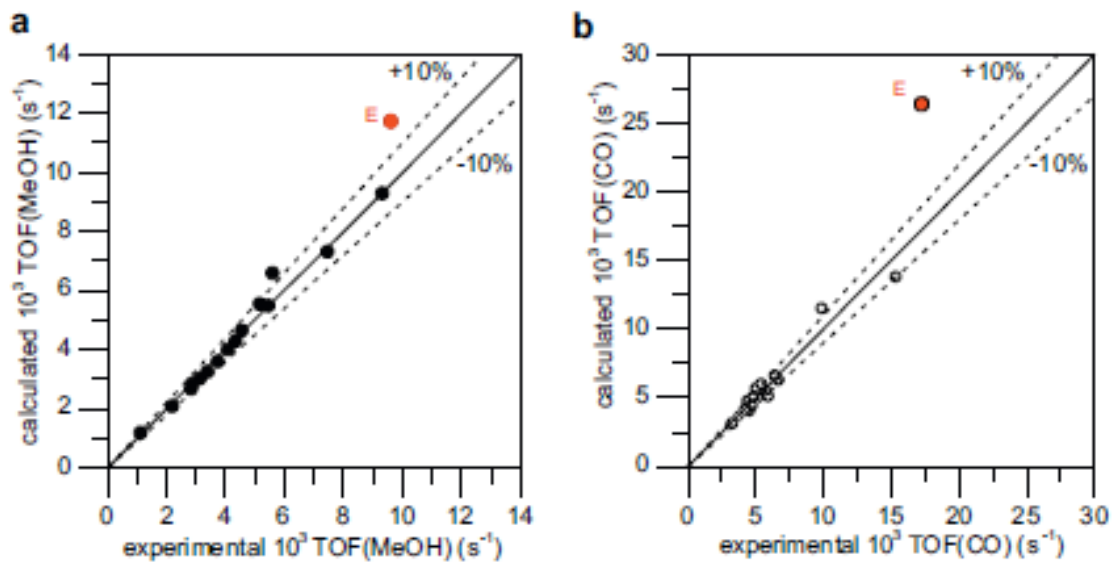 a
14
12
10
8
6
4
2
0
calculated 10³ TOF(MeOH) (s⁻¹)
+10%
E
-10%
0 2 4 6 8 10 12 14
experimental 10³ TOF(MeOH) (s⁻¹)
b
30
25
20
15
10
5
0
calculated 10³ TOF(CO) (s⁻¹)
+10%
E
-10%
0 5 10 15 20 25 30
experimental 10³ TOF(CO) (s⁻¹)